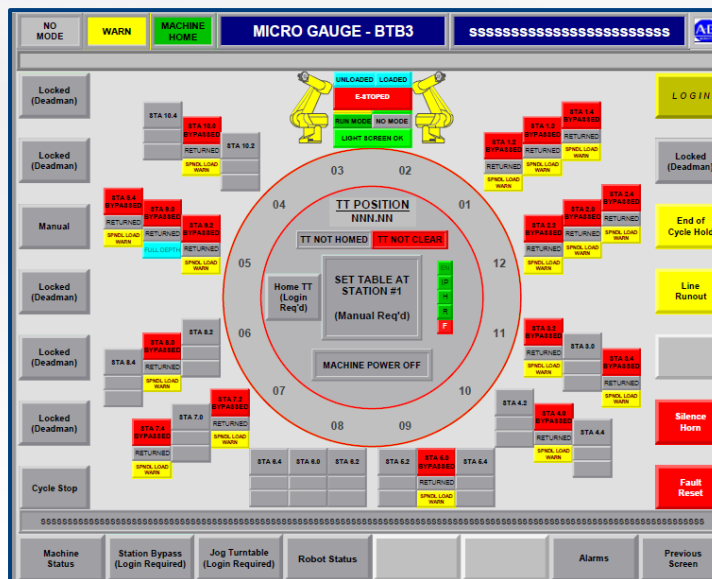 NO
MODE
WARN
MACHINE
HOME
MICRO GAUGE - BTB3
SSSSSSSSSSSSSSSSSSSSSSSSS
Locked
(Deadman)
Locked
(Deadman)
Manual
Locked
(Deadman)
Locked
(Deadman)
Locked
(Deadman)
Cycle Stop
UNLOADED
LOADED
E-STOPED
RUN MODE
NO MODE
LIGHT SCREEN OK
STA 10.4
STA 10.0
BYPASSED
RETURNED
SPNDL LOAD
WARN
STA 10.2
STA 1.2
BYPASSED
RETURNED
SPNDL LOAD
WARN
STA 1.0
BYPASSED
RETURNED
SPNDL LOAD
WARN
STA 1.4
BYPASSED
RETURNED
SPNDL LOAD
WARN
STA 9.4
BYPASSED
RETURNED
SPNDL LOAD
WARN
STA 9.0
BYPASSED
RETURNED
FULL DEPTH
STA 9.2
BYPASSED
RETURNED
SPNDL LOAD
WARN
STA 2.2
BYPASSED
RETURNED
SPNDL LOAD
WARN
STA 2.0
BYPASSED
RETURNED
SPNDL LOAD
WARN
STA 2.4
BYPASSED
RETURNED
SPNDL LOAD
WARN
03
02
04
01
05
12
06
11
07
10
08
09
TT POSITION
NNN.NN
TT NOT HOMED
TT NOT CLEAR
Home TT
(Login
Req'd)
SET TABLE AT
STATION #1
(Manual Req'd)
EN
IP
H
R
F
MACHINE POWER OFF
STA 8.4
STA 8.0
BYPASSED
RETURNED
SPNDL LOAD
WARN
STA 8.2
STA 3.2
BYPASSED
RETURNED
SPNDL LOAD
WARN
STA 3.0
STA 3.4
BYPASSED
RETURNED
SPNDL LOAD
WARN
STA 7.4
BYPASSED
RETURNED
SPNDL LOAD
WARN
STA 7.0
STA 7.2
BYPASSED
RETURNED
SPNDL LOAD
WARN
STA 4.2
STA 4.0
BYPASSED
RETURNED
SPNDL LOAD
WARN
STA 4.4
STA 6.4
STA 6.0
STA 6.2
STA 5.2
STA 5.0
BYPASSED
RETURNED
SPNDL LOAD
WARN
STA 5.4
LOGIN
Locked
(Deadman)
End of
Cycle Hold
Line
Runout
Silence
Horn
Fault
Reset
Machine
Status
Station Bypass
(Login Required)
Jog Turntable
(Login Required)
Robot Status
Alarms
Previous
Screen